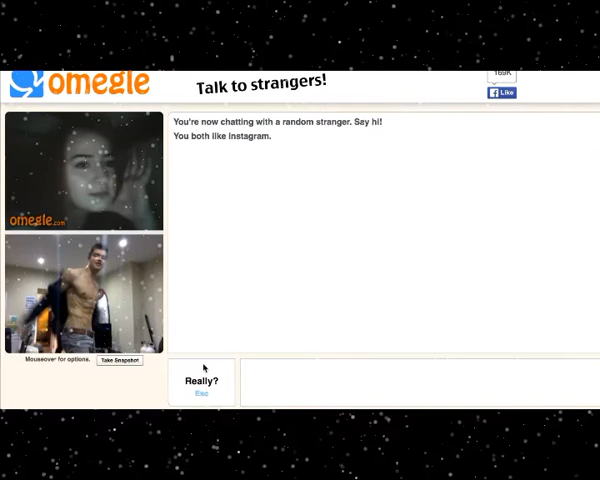 omegle
Talk to strangers!
169K
Like
You're now chatting with a random stranger. Say hi!
You both like instagram.
omegle.com
Mouseover for options.
Take Snapshot
Really?
Esc